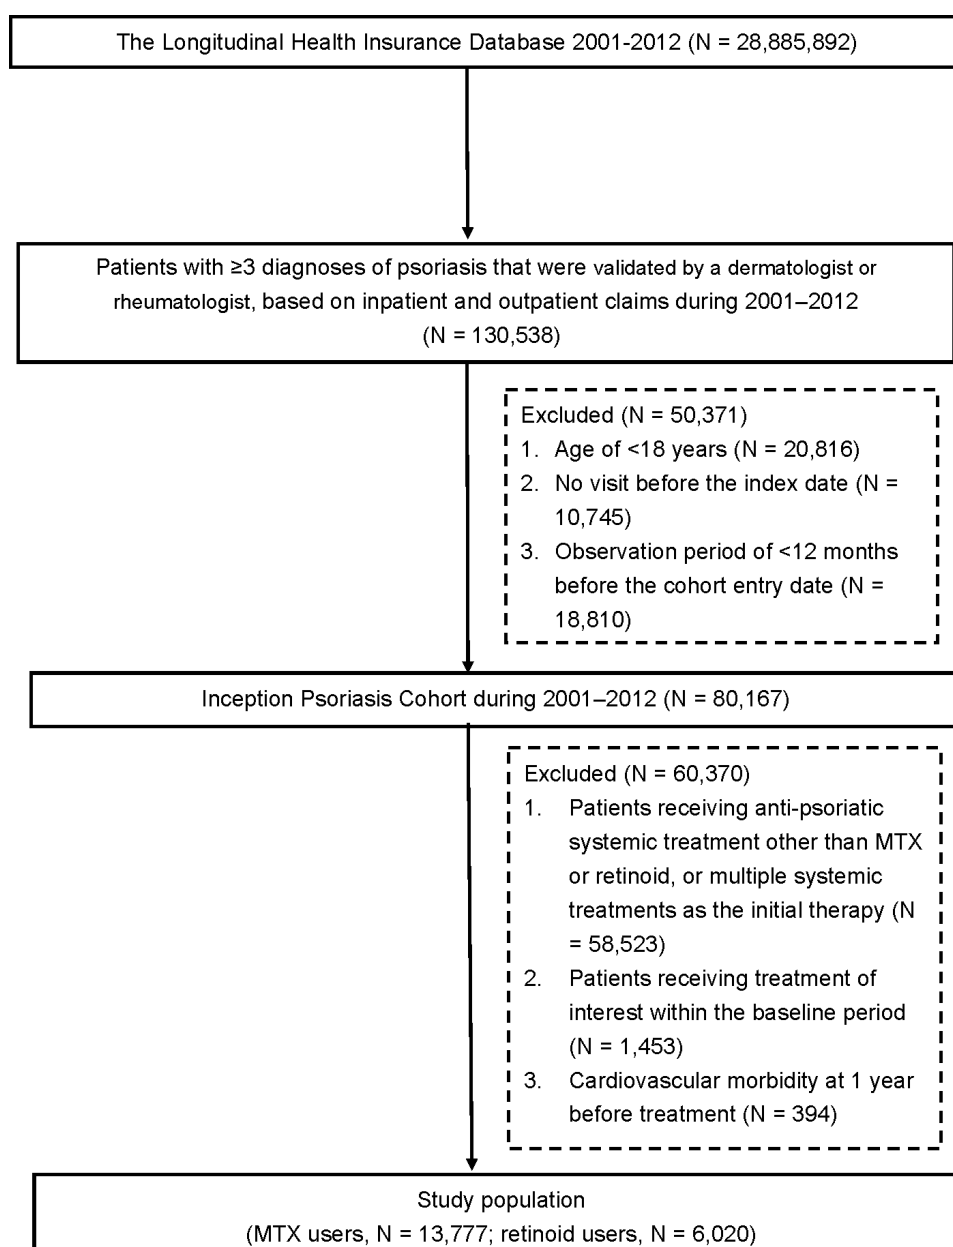 The Longitudinal Health Insurance Database 2001-2012 (N = 28,885,892)
Patients with ≥3 diagnoses of psoriasis that were validated by a dermatologist or
rheumatologist, based on inpatient and outpatient claims during 2001–2012
(N = 130,538)
Excluded (N = 50,371)
1. Age of <18 years (N = 20,816)
2. No visit before the index date (N =
10,745)
3. Observation period of <12 months
before the cohort entry date (N =
18,810)
Inception Psoriasis Cohort during 2001–2012 (N = 80,167)
Excluded (N = 60,370)
1. Patients receiving anti-psoriatic
systemic treatment other than MTX
or retinoid, or multiple systemic
treatments as the initial therapy (N
= 58,523)
2. Patients receiving treatment of
interest within the baseline period
(N = 1,453)
3. Cardiovascular morbidity at 1 year
before treatment (N = 394)
Study population
(MTX users, N = 13,777; retinoid users, N = 6,020)